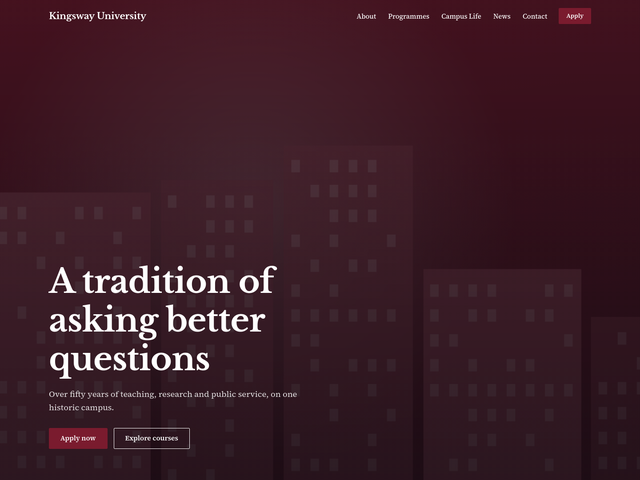 Kingsway University
About Programmes Campus Life News Contact Apply
A tradition of
asking better
questions
Over fifty years of teaching, research and public service, on one
historic campus.
Apply now Explore courses